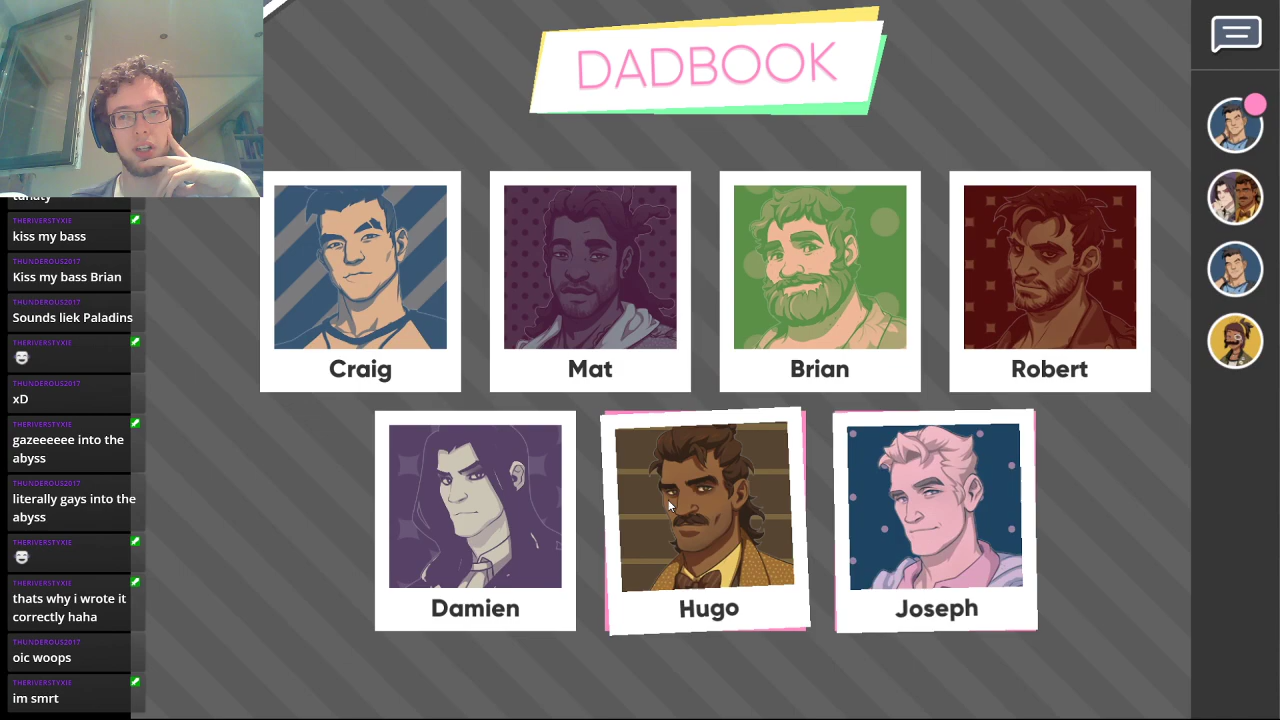 DADBOOK
THERIVERSTYXIE
kiss my bass
THUNDEROUS2017
Kiss my bass Brian
THUNDEROUS2017
Sounds liek Paladins
THERIVERSTYXIE
THUNDEROUS2017
xD
THERIVERSTYXIE
gazeeeeee into the
abyss
THUNDEROUS2017
literally gays into the
abyss
THERIVERSTYXIE
THERIVERSTYXIE
thats why i wrote it
correctly haha
THUNDEROUS2017
oic woops
THERIVERSTYXIE
im smrt
Craig
Mat
Brian
Robert
Damien
Hugo
Joseph